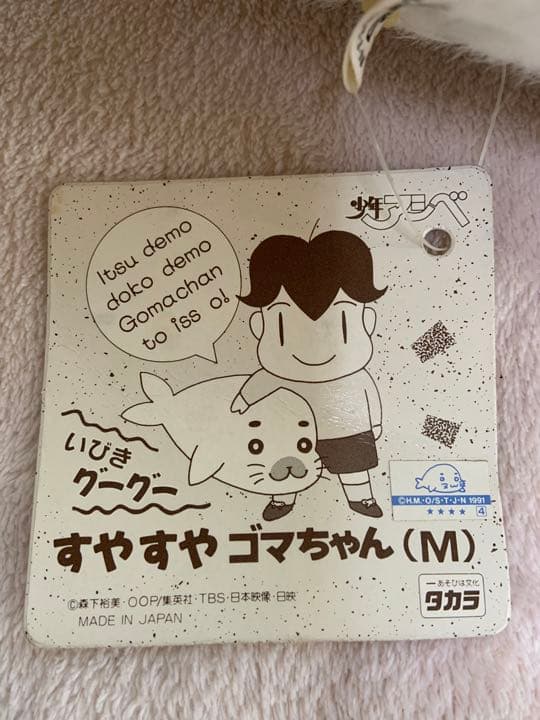 少年アシベ
Itsu demo
doko demo
Gomachan
to iss o!
いびき
グーグー
©H.M.O/S.T.J.N 1991
★★★★ 4
すやすやゴマちゃん(M)
©森下裕美・OOP/集英社・TBS・日本映像・日映
MADE IN JAPAN
あそびは文化
タカラ